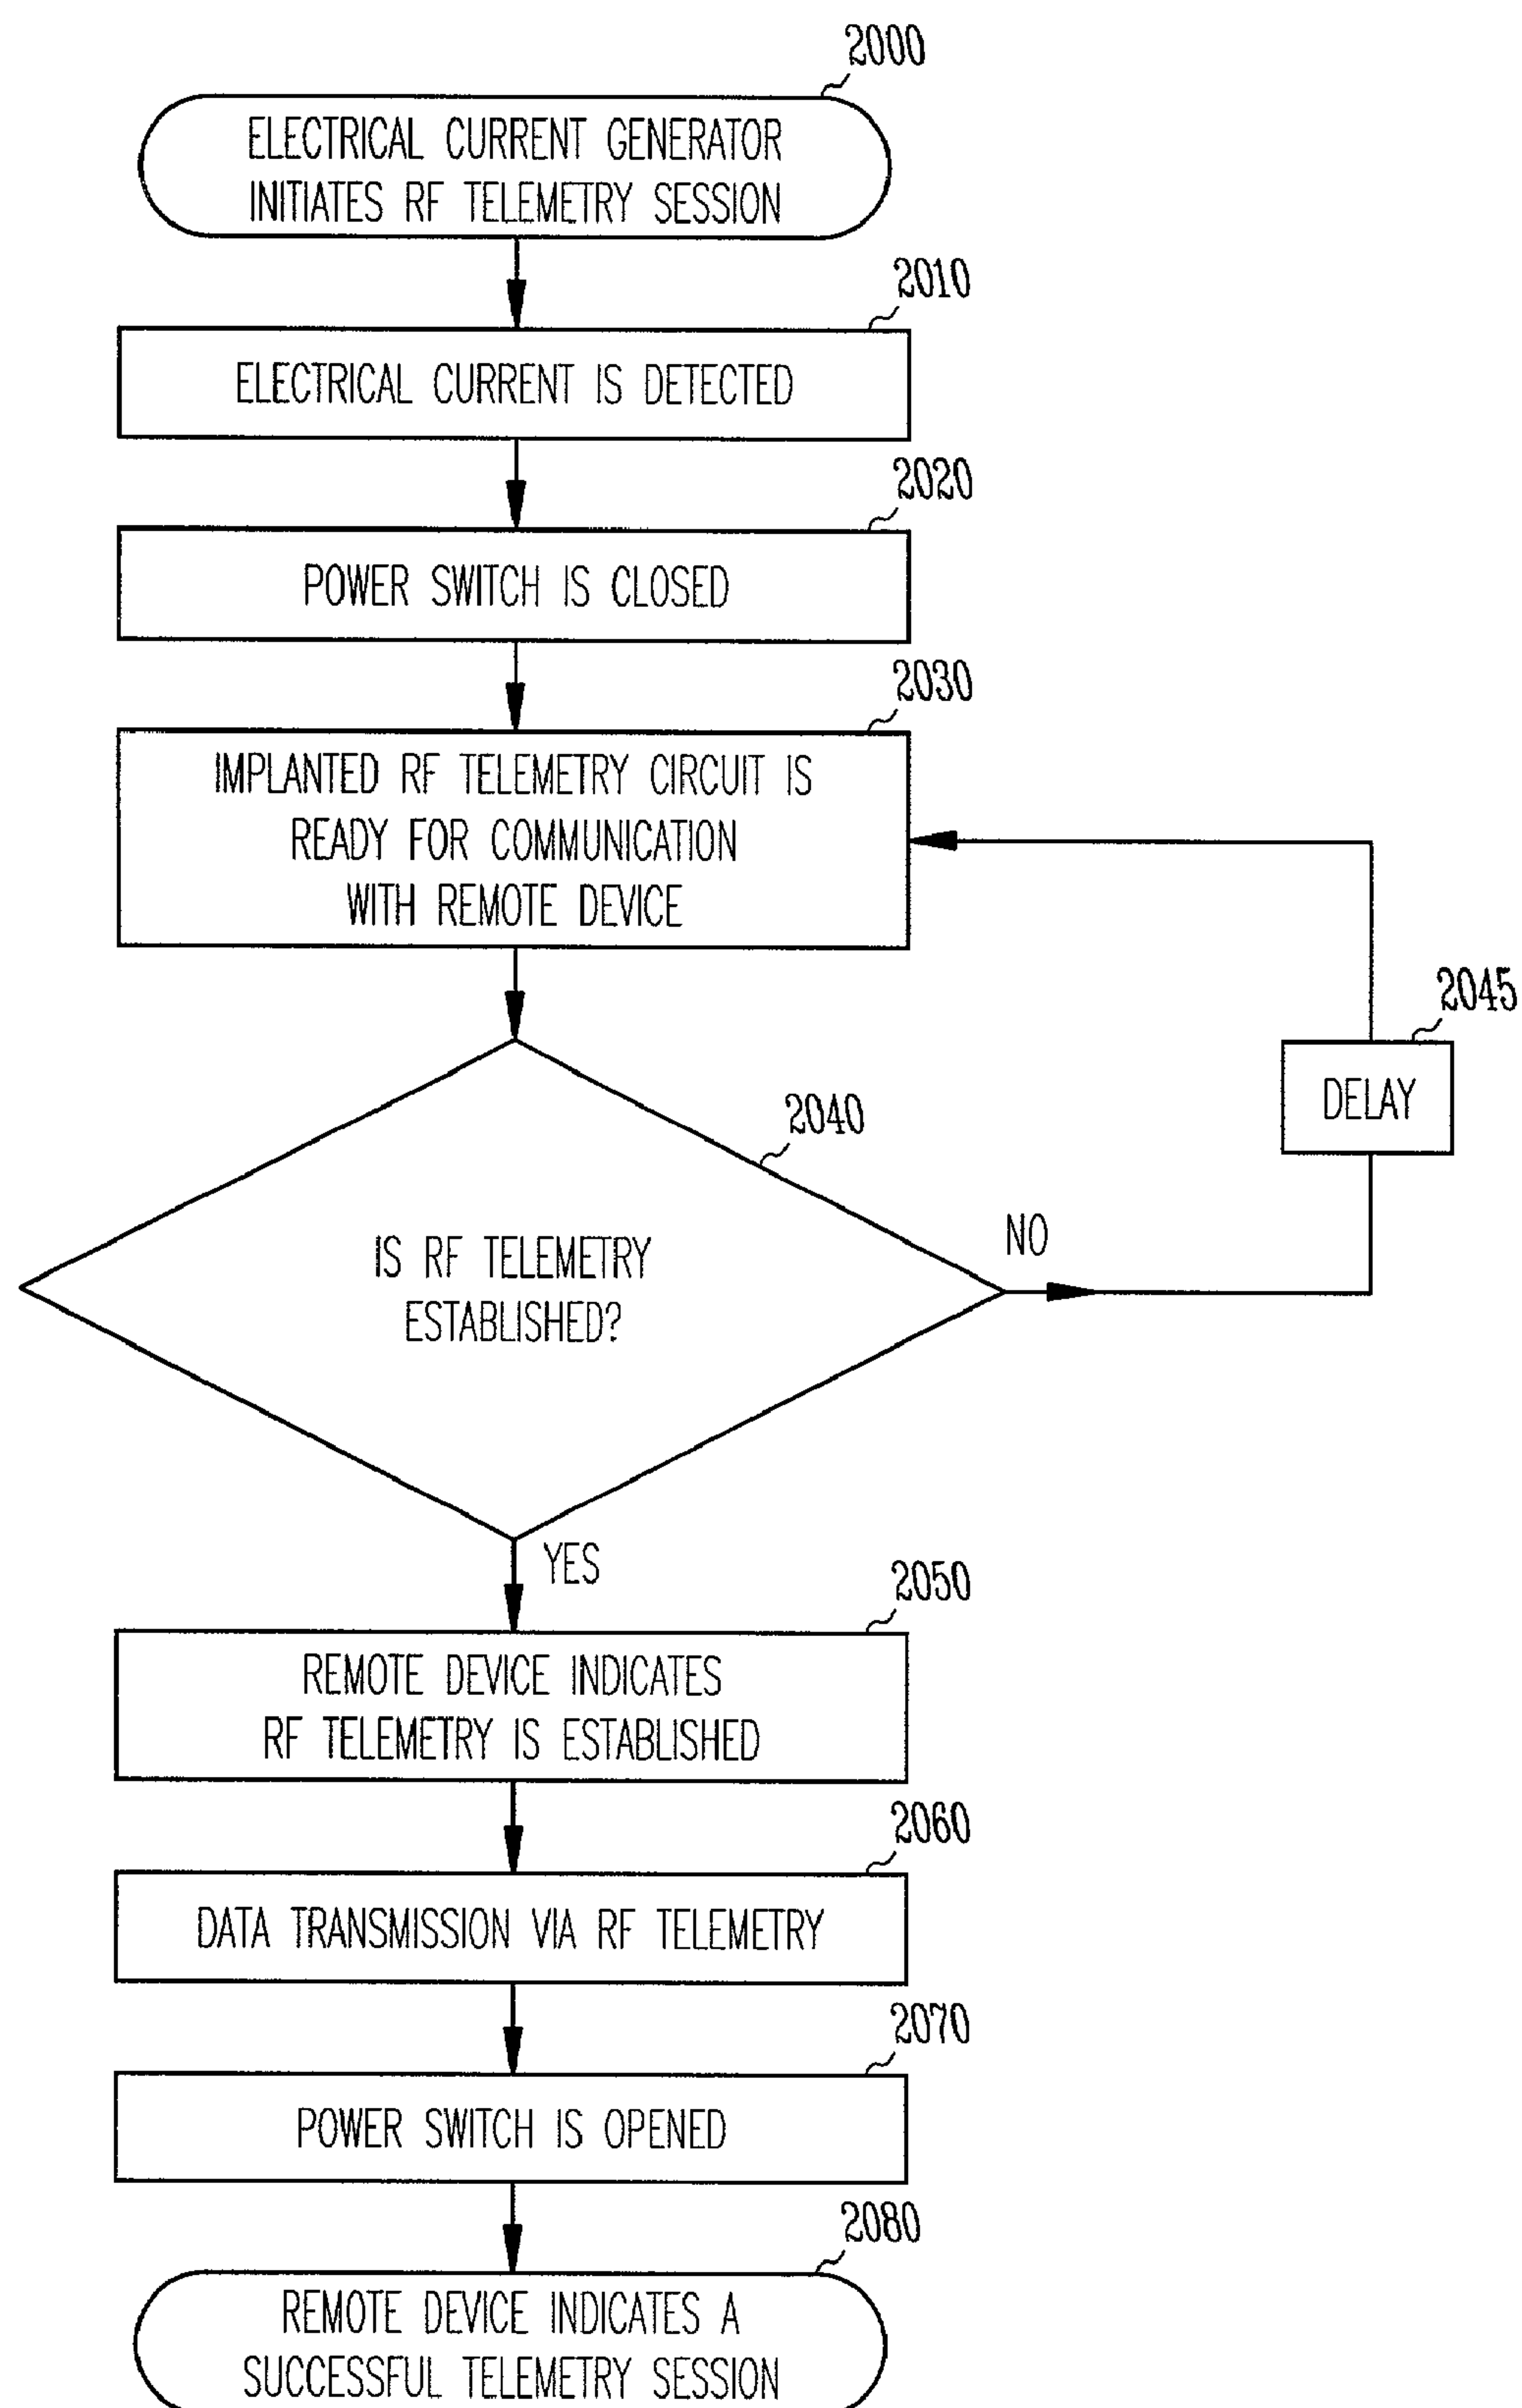 2000
ELECTRICAL CURRENT GENERATOR
INITIATES RF TELEMETRY SESSION
2010
ELECTRICAL CURRENT IS DETECTED
2020
POWER SWITCH IS CLOSED
2030
IMPLANTED RF TELEMETRY CIRCUIT IS
READY FOR COMMUNICATION
WITH REMOTE DEVICE
2045
DELAY
2040
IS RF TELEMETRY
ESTABLISHED?
NO
YES
2050
REMOTE DEVICE INDICATES
RF TELEMETRY IS ESTABLISHED
2060
DATA TRANSMISSION VIA RF TELEMETRY
2070
POWER SWITCH IS OPENED
2080
REMOTE DEVICE INDICATES A
SUCCESSFUL TELEMETRY SESSION